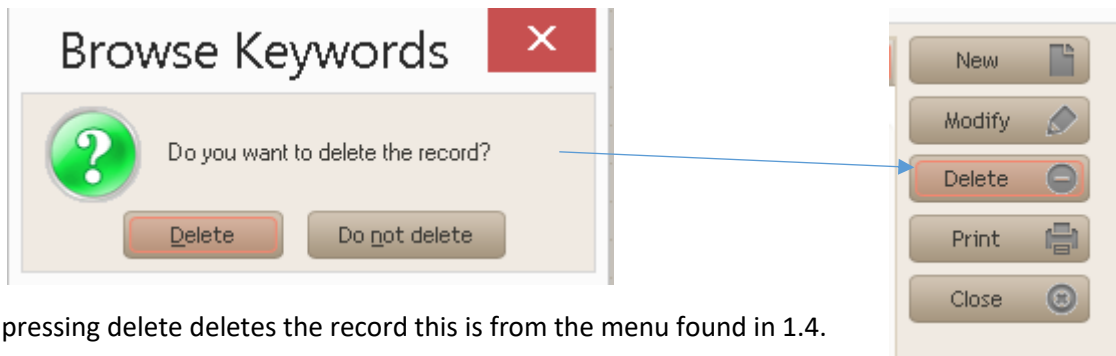 Browse Keywords
Do you want to delete the record?
Delete
Do not delete
New
Modify
Delete
Print
Close
pressing delete deletes the record this is from the menu found in 1.4.